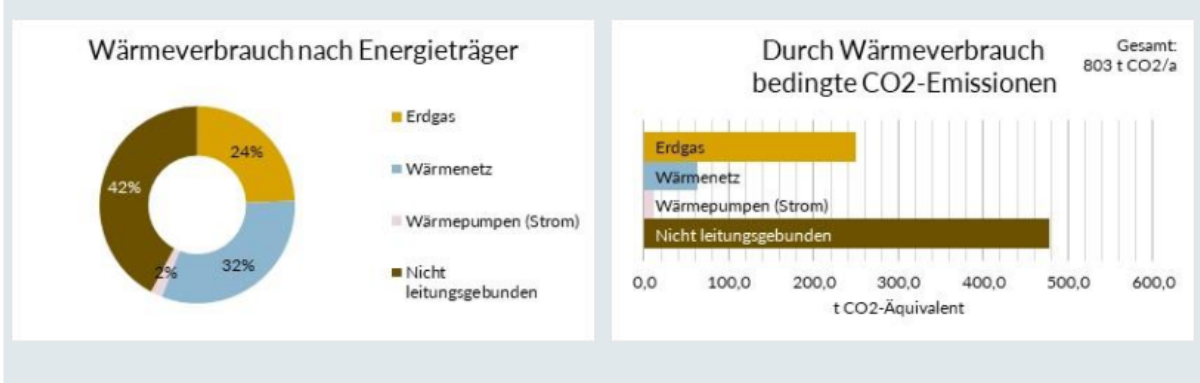 Wärmeverbrauch nach Energieträger
24%
42%
2%
32%
Erdgas
Wärmenetz
Wärmepumpen (Strom)
Nicht
leitungsgebunden
Durch Wärmeverbrauch
bedingte CO2-Emissionen
Gesamt:
803 t CO2/a
Erdgas
Wärmenetz
Wärmepumpen (Strom)
Nicht leitungsgebunden
0,0 100,0 200,0 300,0 400,0 500,0 600,0
t CO2-Äquivalent